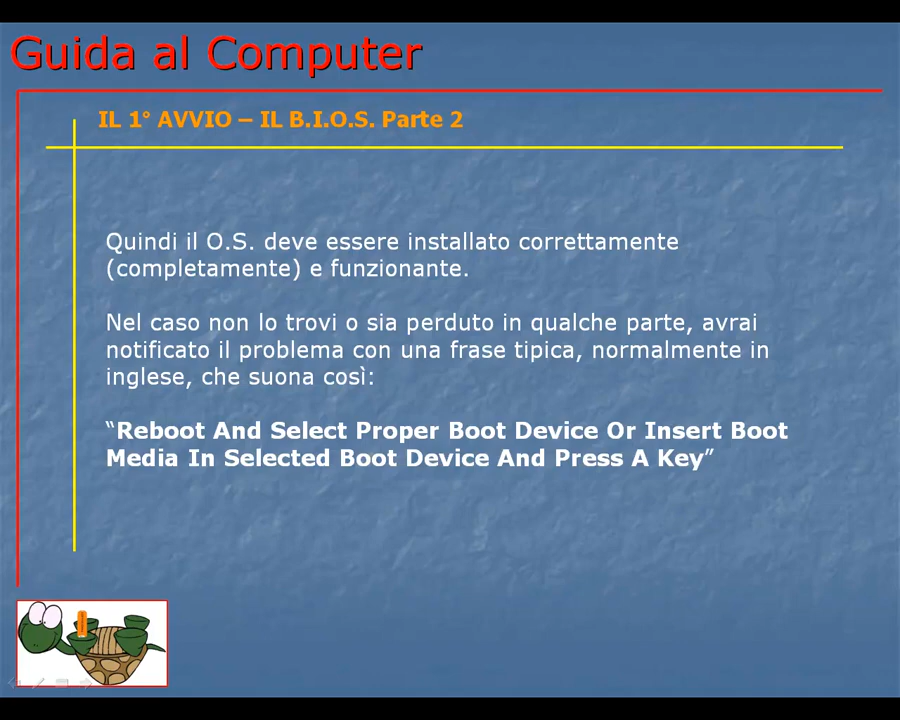 Guida al Computer
IL 1° AVVIO – IL B.I.O.S. Parte 2
Quindi il O.S. deve essere installato correttamente
(completamente) e funzionante.
Nel caso non lo trovi o sia perduto in qualche parte, avrai
notificato il problema con una frase tipica, normalmente in
inglese, che suona così:
“Reboot And Select Proper Boot Device Or Insert Boot
Media In Selected Boot Device And Press A Key”